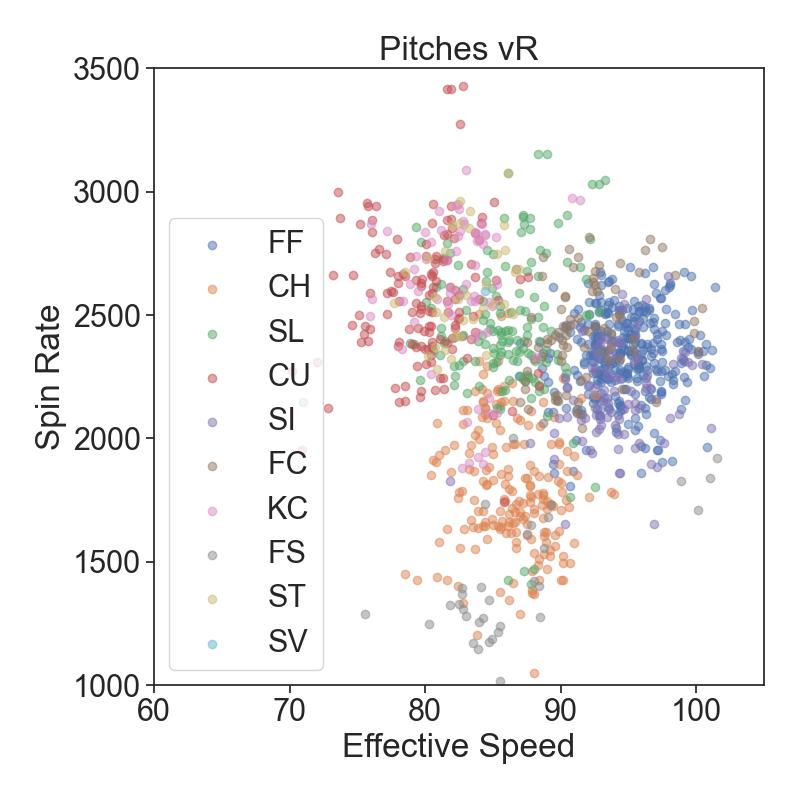 Pitches vR
3500
3000
2500
2000
1500
1000
Spin Rate
FF
CH
SL
CU
SI
FC
KC
FS
ST
SV
60
70
80
90
100
Effective Speed